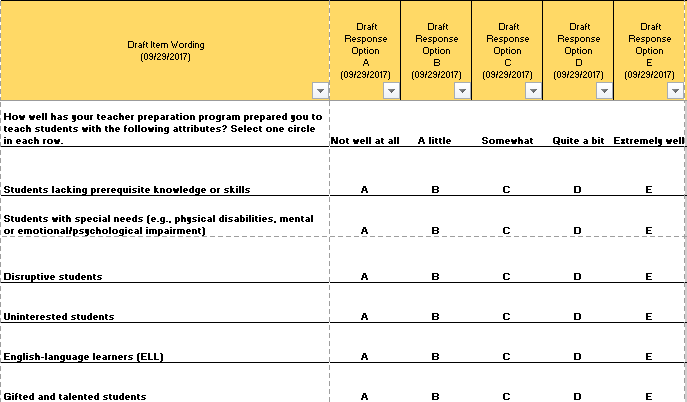 Draft Item Wording
(09/29/2017)
Draft
Response
Option
A
(09/29/2017)
Draft
Response
Option
B
(09/29/2017)
Draft
Response
Option
C
(09/29/2017)
Draft
Response
Option
D
(09/29/2017)
Draft
Response
Option
E
(09/29/2017)
How well has your teacher preparation program prepared you to
teach students with the following attributes? Select one circle
in each row.
Not well at all A little Somewhat Quite a bit Extremely well
Students lacking prerequisite knowledge or skills A B C D E
Students with special needs (e.g., physical disabilities, mental
or emotional/psychological impairment) A B C D E
Disruptive students A B C D E
Uninterested students A B C D E
English-language learners (ELL) A B C D E
Gifted and talented students A B C D E